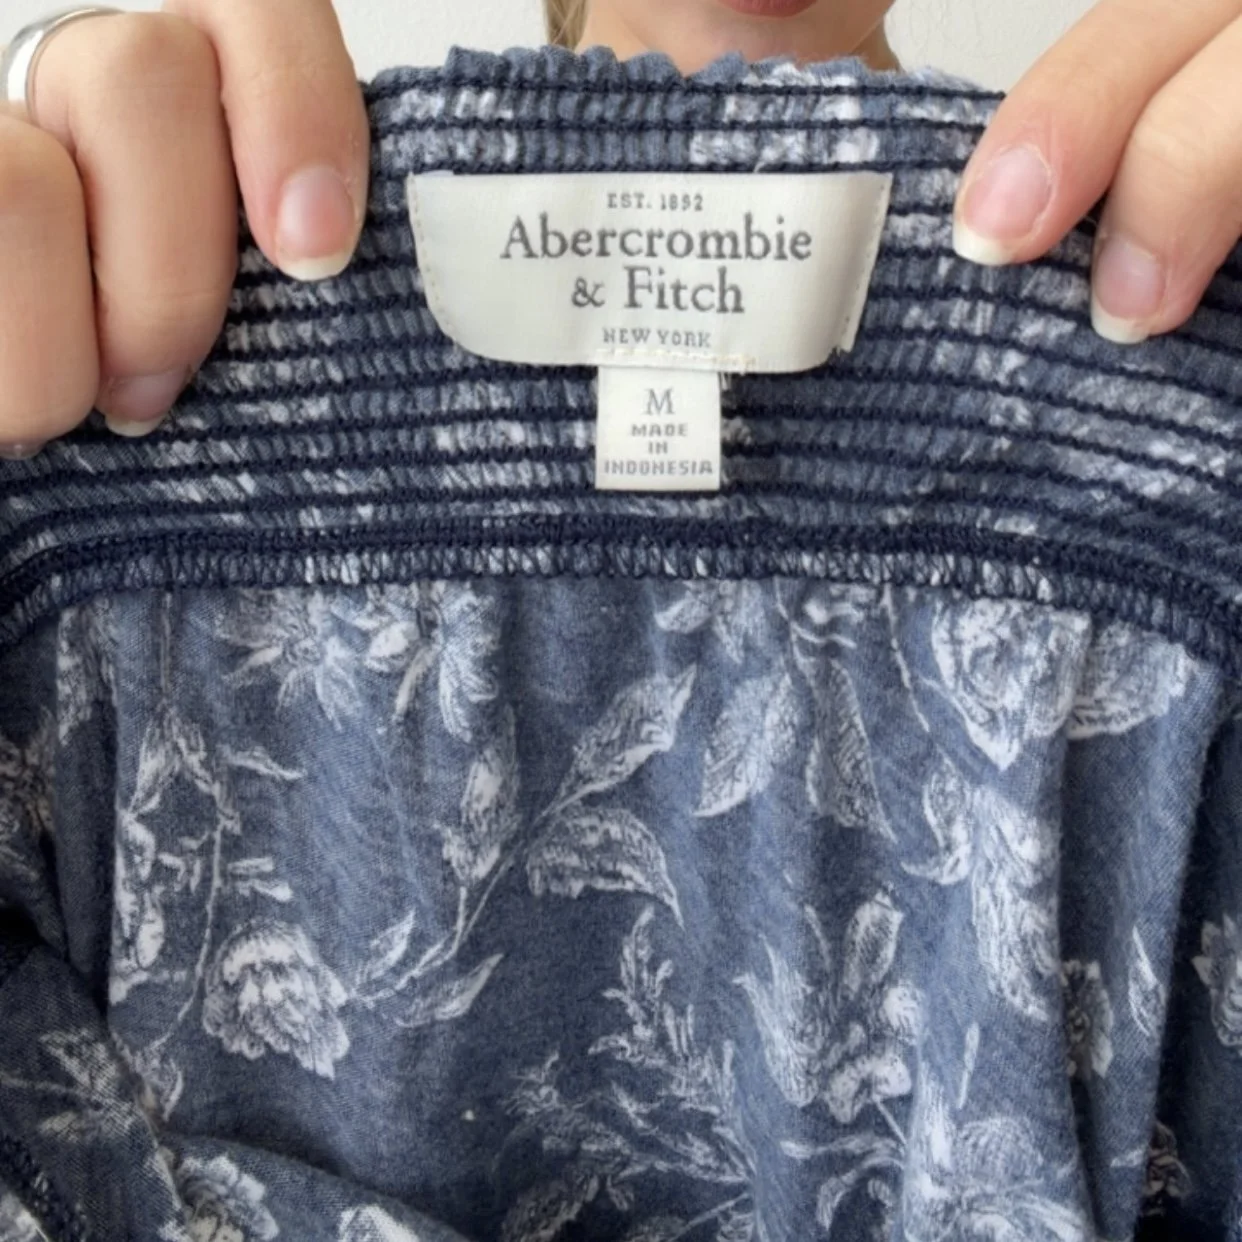 EST. 1892
Abercrombie
& Fitch
NEW YORK
M
MADE
IN
INDONESIA